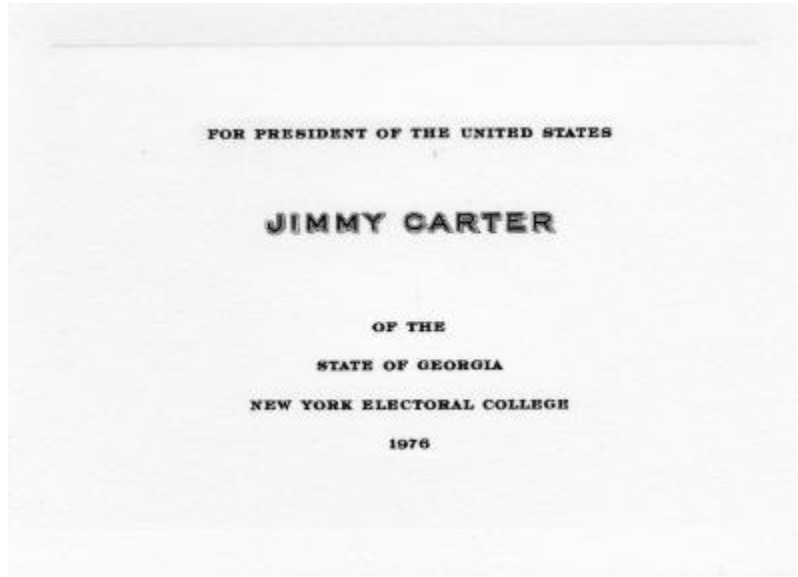 FOR PRESIDENT OF THE UNITED STATES
JIMMY CARTER
OF THE
STATE OF GEORGIA
NEW YORK ELECTORAL COLLEGE
1976